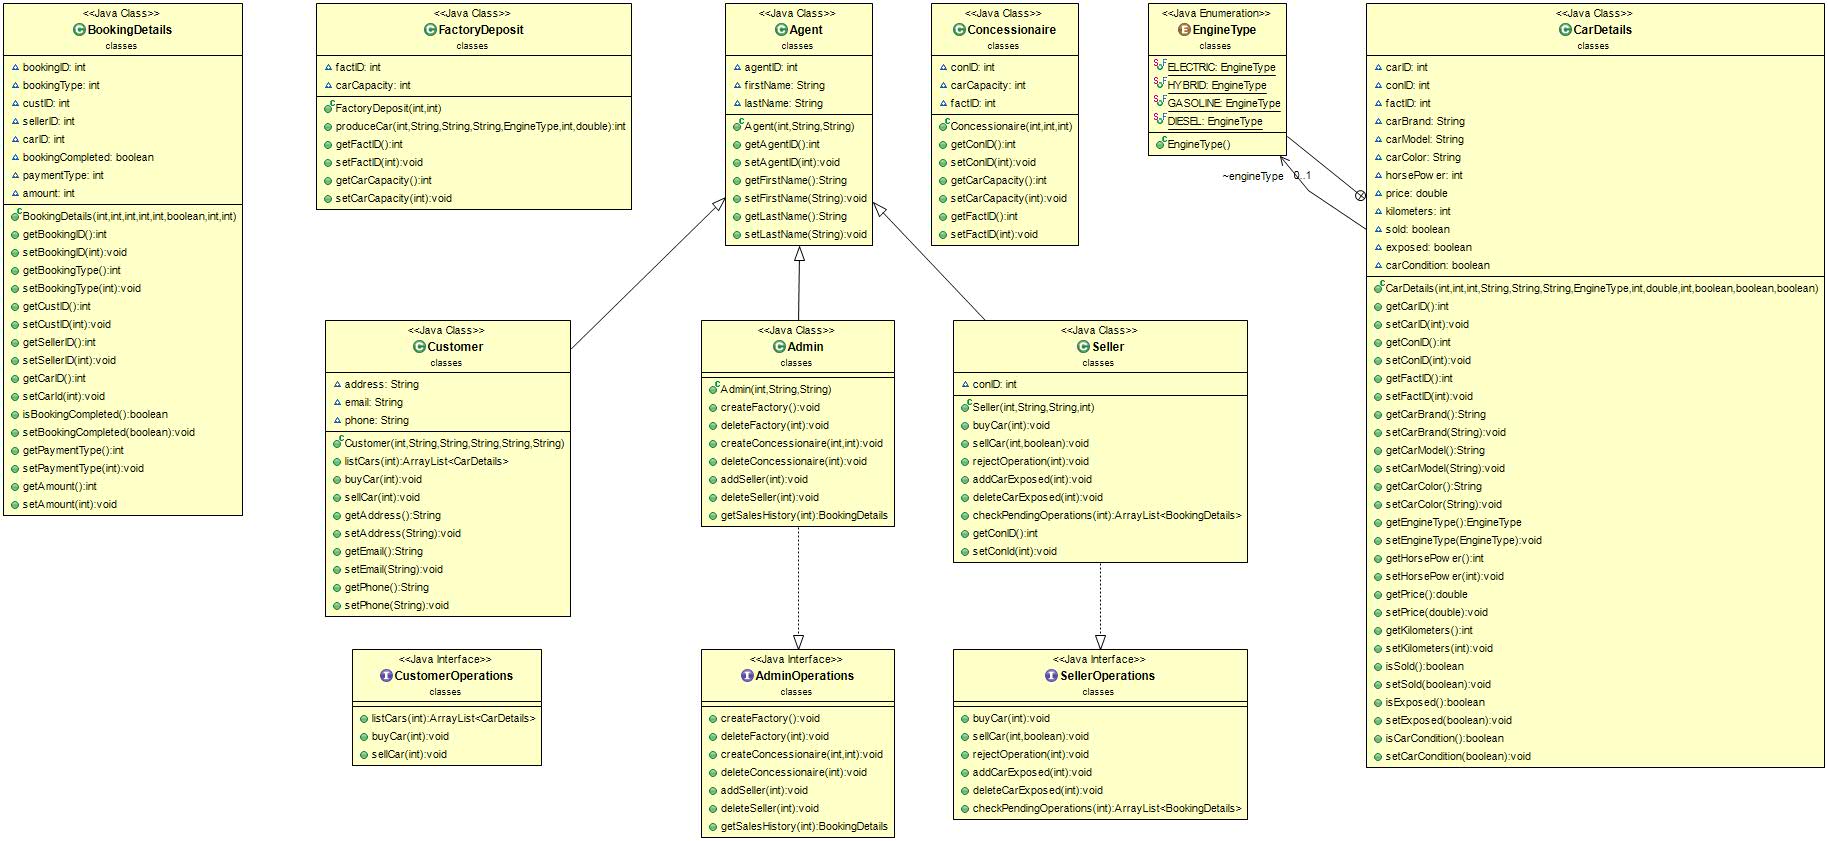 <<Java Class>>
BookingDetails
classes
bookingID: int
bookingType: int
custID: int
sellerID: int
carID: int
bookingCompleted: boolean
paymentType: int
amount: int
BookingDetails(int,int,int,int,int,boolean,int,int)
getBookingID():int
setBookingID(int):void
getBookingType():int
setBookingType(int):void
getCustID():int
setCustID(int):void
getSellerID():int
setSellerID(int):void
getCarID():int
setCarId(int):void
isBookingCompleted():boolean
setBookingCompleted(boolean):void
getPaymentType():int
setPaymentType(int):void
getAmount():int
setAmount(int):void
<<Java Class>>
FactoryDeposit
classes
factID: int
carCapacity: int
FactoryDeposit(int,int)
produceCar(int,String,String,String,EngineType,int,double):int
getFactID():int
setFactID(int):void
getCarCapacity():int
setCarCapacity(int):void
<<Java Class>>
Agent
classes
agentID: int
firstName: String
lastName: String
Agent(int,String,String)
getAgentID():int
setAgentID(int):void
getFirstName():String
setFirstName(String):void
getLastName():String
setLastName(String):void
<<Java Class>>
Concessionaire
classes
conID: int
carCapacity: int
factID: int
Concessionaire(int,int,int)
getConID():int
setConID(int):void
getCarCapacity():int
setCarCapacity(int):void
getFactID():int
setFactID(int):void
<<Java Enumeration>>
EngineType
classes
ELECTRIC: EngineType
HYBRID: EngineType
GASOLINE: EngineType
DIESEL: EngineType
EngineType()
~engineType 0..1
<<Java Class>>
CarDetails
classes
carID: int
conID: int
factID: int
carBrand: String
carModel: String
carColor: String
horsePower: int
price: double
kilometers: int
sold: boolean
exposed: boolean
carCondition: boolean
CarDetails(int,int,int,String,String,String,EngineType,int,double,int,boolean,boolean,boolean)
getCarID():int
setCarID(int):void
getConID():int
setConID(int):void
getFactID():int
setFactID(int):void
getCarBrand():String
setCarBrand(String):void
getCarModel():String
setCarModel(String):void
getCarColor():String
setCarColor(String):void
getEngineType():EngineType
setEngineType(EngineType):void
getHorsePower():int
setHorsePower(int):void
getPrice():double
setPrice(double):void
getKilometers():int
setKilometers(int):void
isSold():boolean
setSold(boolean):void
isExposed():boolean
setExposed(boolean):void
isCarCondition():boolean
setCarCondition(boolean):void
<<Java Class>>
Customer
classes
address: String
email: String
phone: String
Customer(int,String,String,String,String,String)
listCars(int):ArrayList<CarDetails>
buyCar(int):void
sellCar(int):void
getAddress():String
setAddress(String):void
getEmail():String
setEmail(String):void
getPhone():String
setPhone(String):void
<<Java Class>>
Admin
classes
Admin(int,String,String)
createFactory():void
deleteFactory(int):void
createConcessionaire(int,int):void
deleteConcessionaire(int):void
addSeller(int):void
deleteSeller(int):void
getSalesHistory(int):BookingDetails
<<Java Class>>
Seller
classes
conID: int
Seller(int,String,String,int)
buyCar(int):void
sellCar(int,boolean):void
rejectOperation(int):void
addCarExposed(int):void
deleteCarExposed(int):void
checkPendingOperations(int):ArrayList<BookingDetails>
getConID():int
setConId(int):void
<<Java Interface>>
CustomerOperations
classes
listCars(int):ArrayList<CarDetails>
buyCar(int):void
sellCar(int):void
<<Java Interface>>
AdminOperations
classes
createFactory():void
deleteFactory(int):void
createConcessionaire(int,int):void
deleteConcessionaire(int):void
addSeller(int):void
deleteSeller(int):void
getSalesHistory(int):BookingDetails
<<Java Interface>>
SellerOperations
classes
buyCar(int):void
sellCar(int,boolean):void
rejectOperation(int):void
addCarExposed(int):void
deleteCarExposed(int):void
checkPendingOperations(int):ArrayList<BookingDetails>